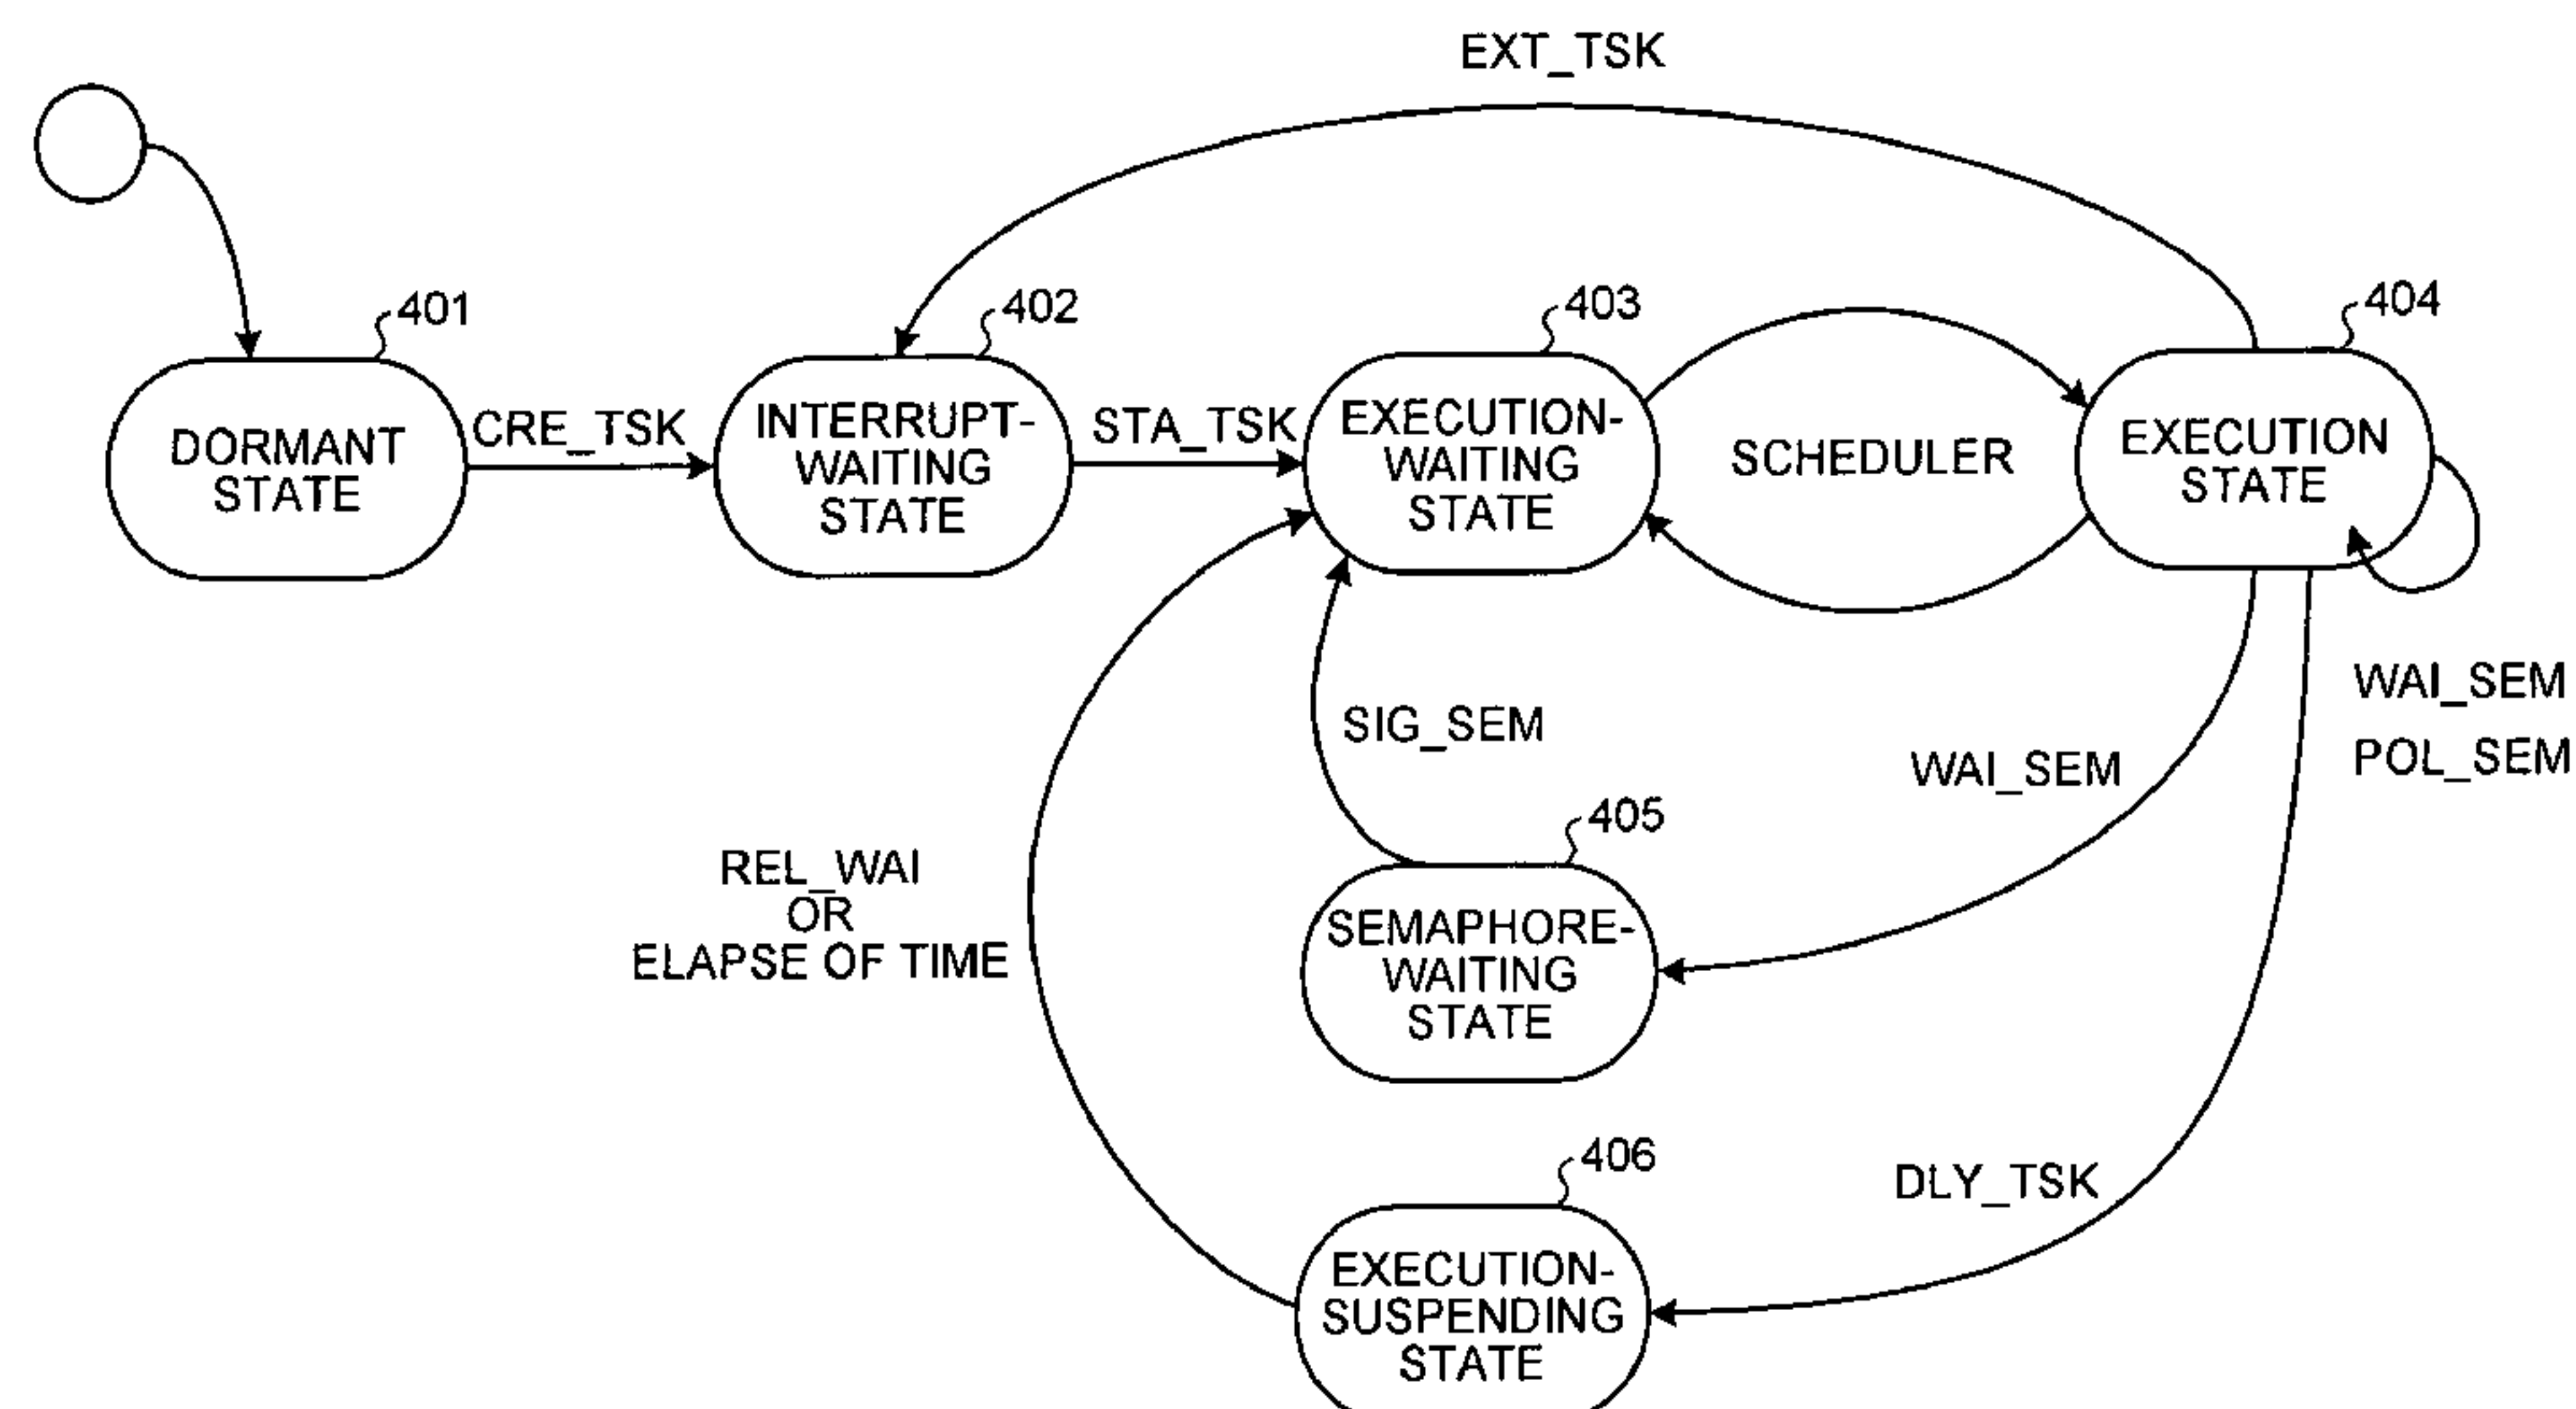 EXT_TSK
401
402
403
404
DORMANT
STATE
CRE_TSK
INTERRUPT-
WAITING
STATE
STA_TSK
EXECUTION-
WAITING
STATE
SCHEDULER
EXECUTION
STATE
WAI_SEM
POL_SEM
SIG_SEM
WAI_SEM
405
REL_WAI
OR
ELAPSE OF TIME
SEMAPHORE-
WAITING
STATE
406
DLY_TSK
EXECUTION-
SUSPENDING
STATE